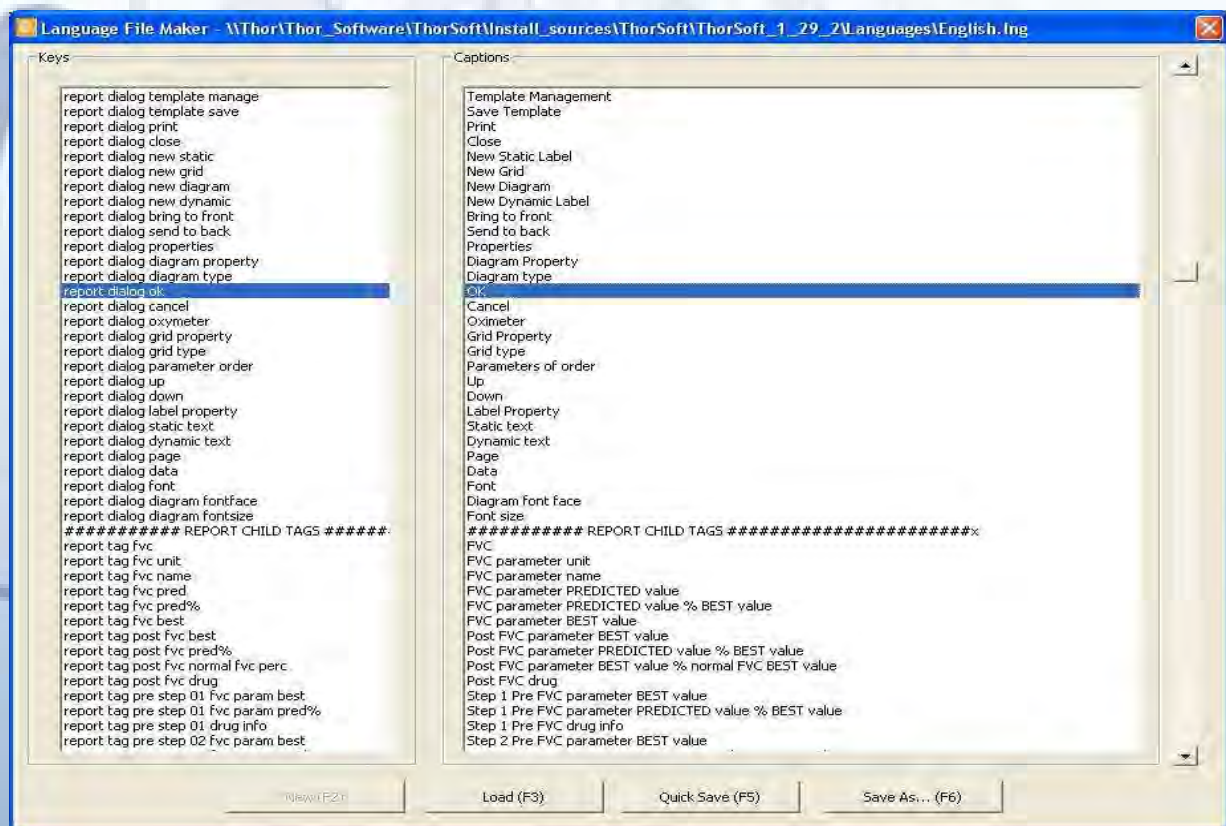 Language File Maker - \\Thor\Thor_Software\ThorSoft\Install_sources\ThorSoft\ThorSoft_1_29_2\Languages\English.lng
Keys
report dialog template manage
report dialog template save
report dialog print
report dialog close
report dialog new static
report dialog new grid
report dialog new diagram
report dialog new dynamic
report dialog bring to front
report dialog send to back
report dialog properties
report dialog diagram property
report dialog diagram type
report dialog ok
report dialog cancel
report dialog oxymeter
report dialog grid property
report dialog grid type
report dialog parameter order
report dialog up
report dialog down
report dialog label property
report dialog static text
report dialog dynamic text
report dialog page
report dialog data
report dialog font
report dialog diagram fontface
report dialog diagram fontsize
########### REPORT CHILD TAGS ######
report tag fvc
report tag fvc unit
report tag fvc name
report tag fvc pred
report tag fvc pred%
report tag fvc best
report tag post fvc best
report tag post fvc pred%
report tag post fvc normal fvc perc
report tag post fvc drug
report tag pre step 01 fvc param best
report tag pre step 01 fvc param pred%
report tag pre step 01 drug info
report tag pre step 02 fvc param best
Captions
Template Management
Save Template
Print
Close
New Static Label
New Grid
New Diagram
New Dynamic Label
Bring to front
Send to back
Properties
Diagram Property
Diagram type
OK
Cancel
Oximeter
Grid Property
Grid type
Parameters of order
Up
Down
Label Property
Static text
Dynamic text
Page
Data
Font
Diagram font face
Font size
########### REPORT CHILD TAGS #######################x
FVC
FVC parameter unit
FVC parameter name
FVC parameter PREDICTED value
FVC parameter PREDICTED value % BEST value
FVC parameter BEST value
Post FVC parameter BEST value
Post FVC parameter PREDICTED value % BEST value
Post FVC parameter BEST value % normal FVC BEST value
Post FVC drug
Step 1 Pre FVC parameter BEST value
Step 1 Pre FVC parameter PREDICTED value % BEST value
Step 1 Pre FVC drug info
Step 2 Pre FVC parameter BEST value
New (F2)
Load (F3)
Quick Save (F5)
Save As... (F6)